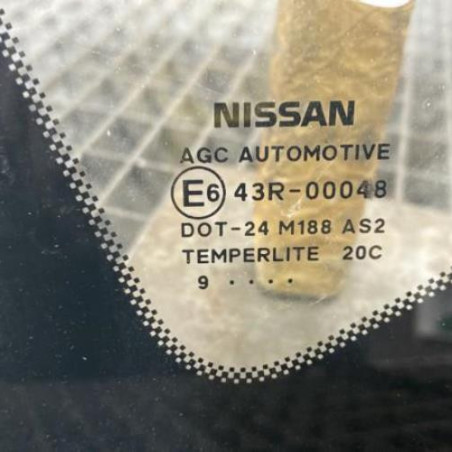 NISSAN
AGC AUTOMOTIVE
E6 43R-00048
DOT-24 M188 AS2
TEMPERLITE 20C
9 ....